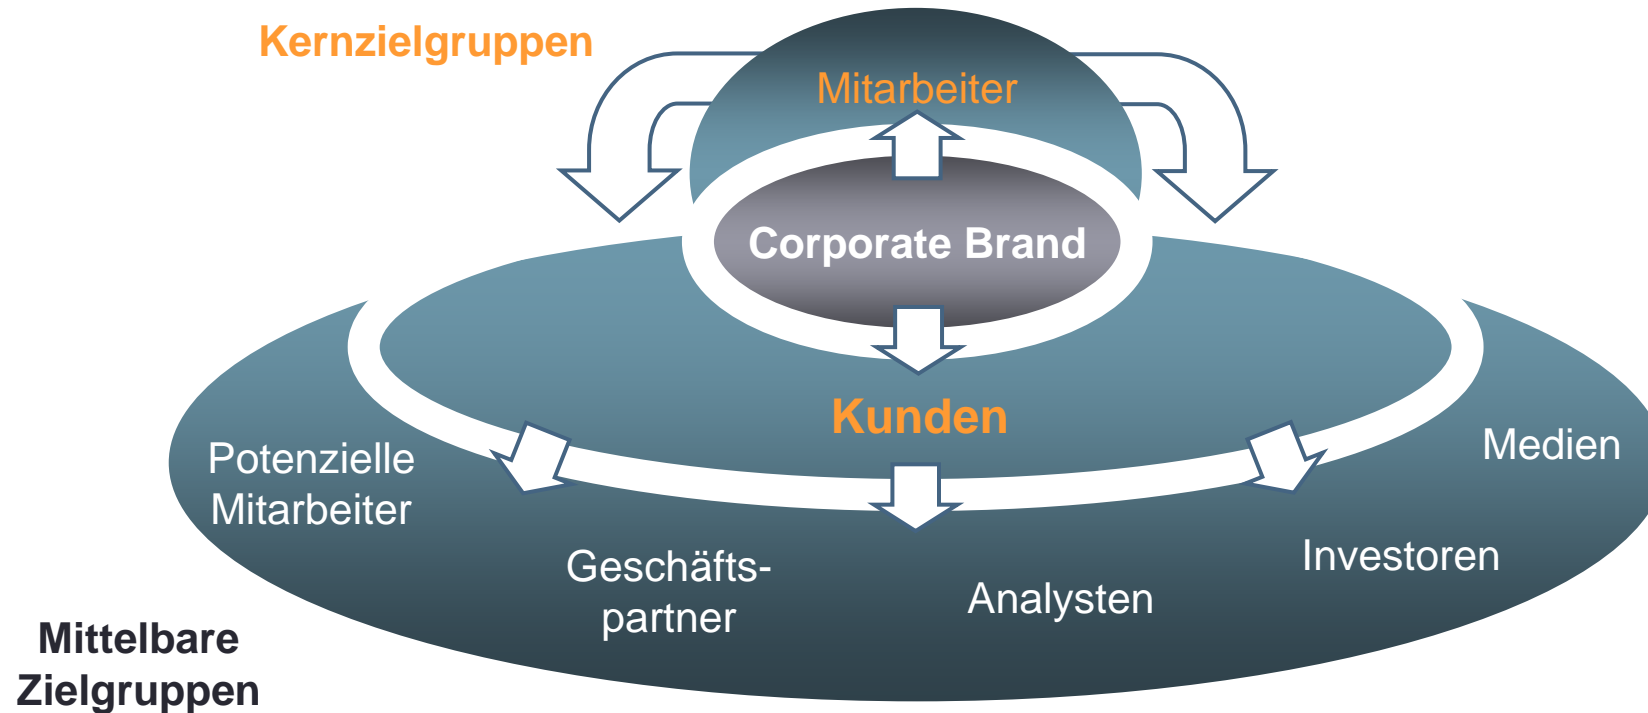 Kernzielgruppen
Mitarbeiter
Corporate Brand
Kunden
Potenzielle
Mitarbeiter
Geschäfts-
partner
Analysten
Investoren
Medien
Mittelbare
Zielgruppen